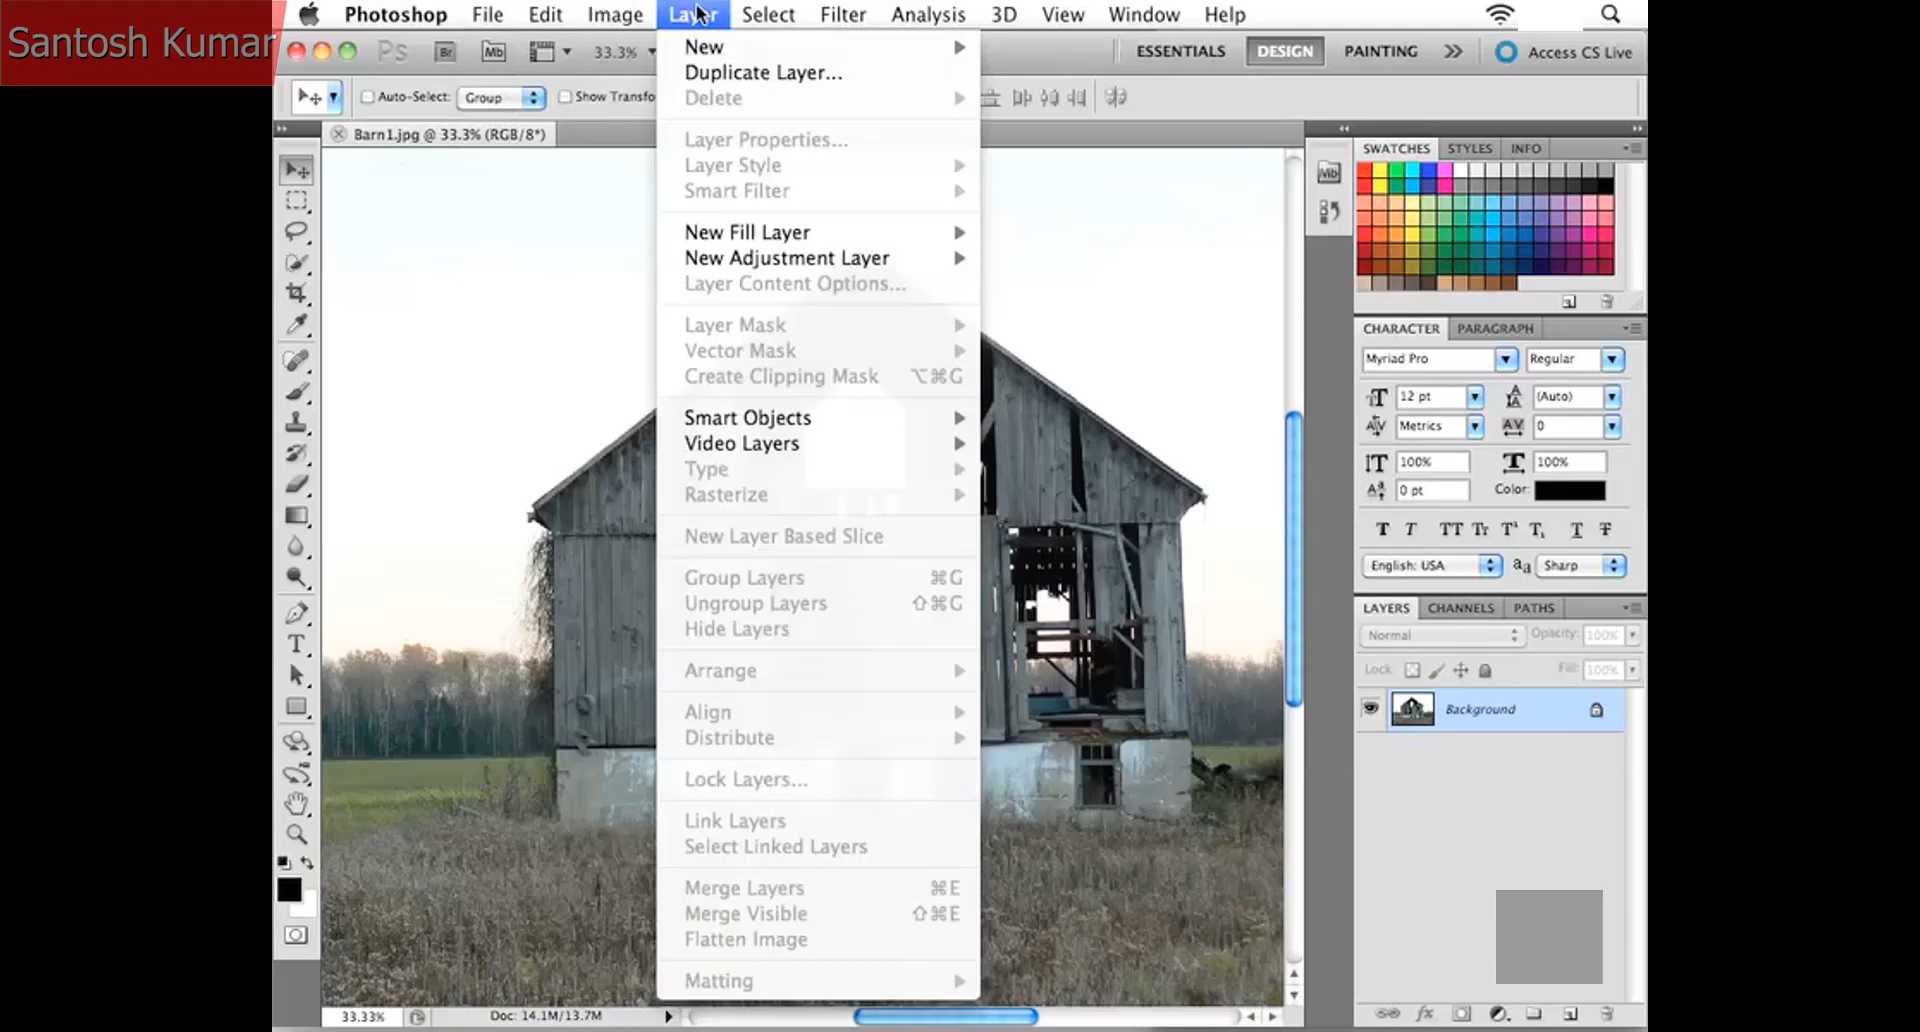 Photoshop File Edit Image Layer Select Filter Analysis 3D View Window Help
Santosh Kumar
Ps Br Mb 33.3% ESSENTIALS DESIGN PAINTING Access CS Live
Auto-Select: Group Show Transfo
Barn1.jpg @ 33.3% (RGB/8*)
New
Duplicate Layer...
Delete
Layer Properties...
Layer Style
Smart Filter
New Fill Layer
New Adjustment Layer
Layer Content Options...
Layer Mask
Vector Mask
Create Clipping Mask ⌥⌘G
Smart Objects
Video Layers
Type
Rasterize
New Layer Based Slice
Group Layers ⌘G
Ungroup Layers ⇧⌘G
Hide Layers
Arrange
Align
Distribute
Lock Layers...
Link Layers
Select Linked Layers
Merge Layers ⌘E
Merge Visible ⇧⌘E
Flatten Image
Matting
SWATCHES STYLES INFO
Mb
CHARACTER PARAGRAPH
Myriad Pro Regular
12 pt (Auto)
Metrics 0
100% 100%
0 pt Color:
T T TT Tr T¹ T₁ T T
English: USA aa Sharp
LAYERS CHANNELS PATHS
Normal Opacity: 100%
Lock: Fill: 100%
Background
33.33% Doc: 14.1M/13.7M